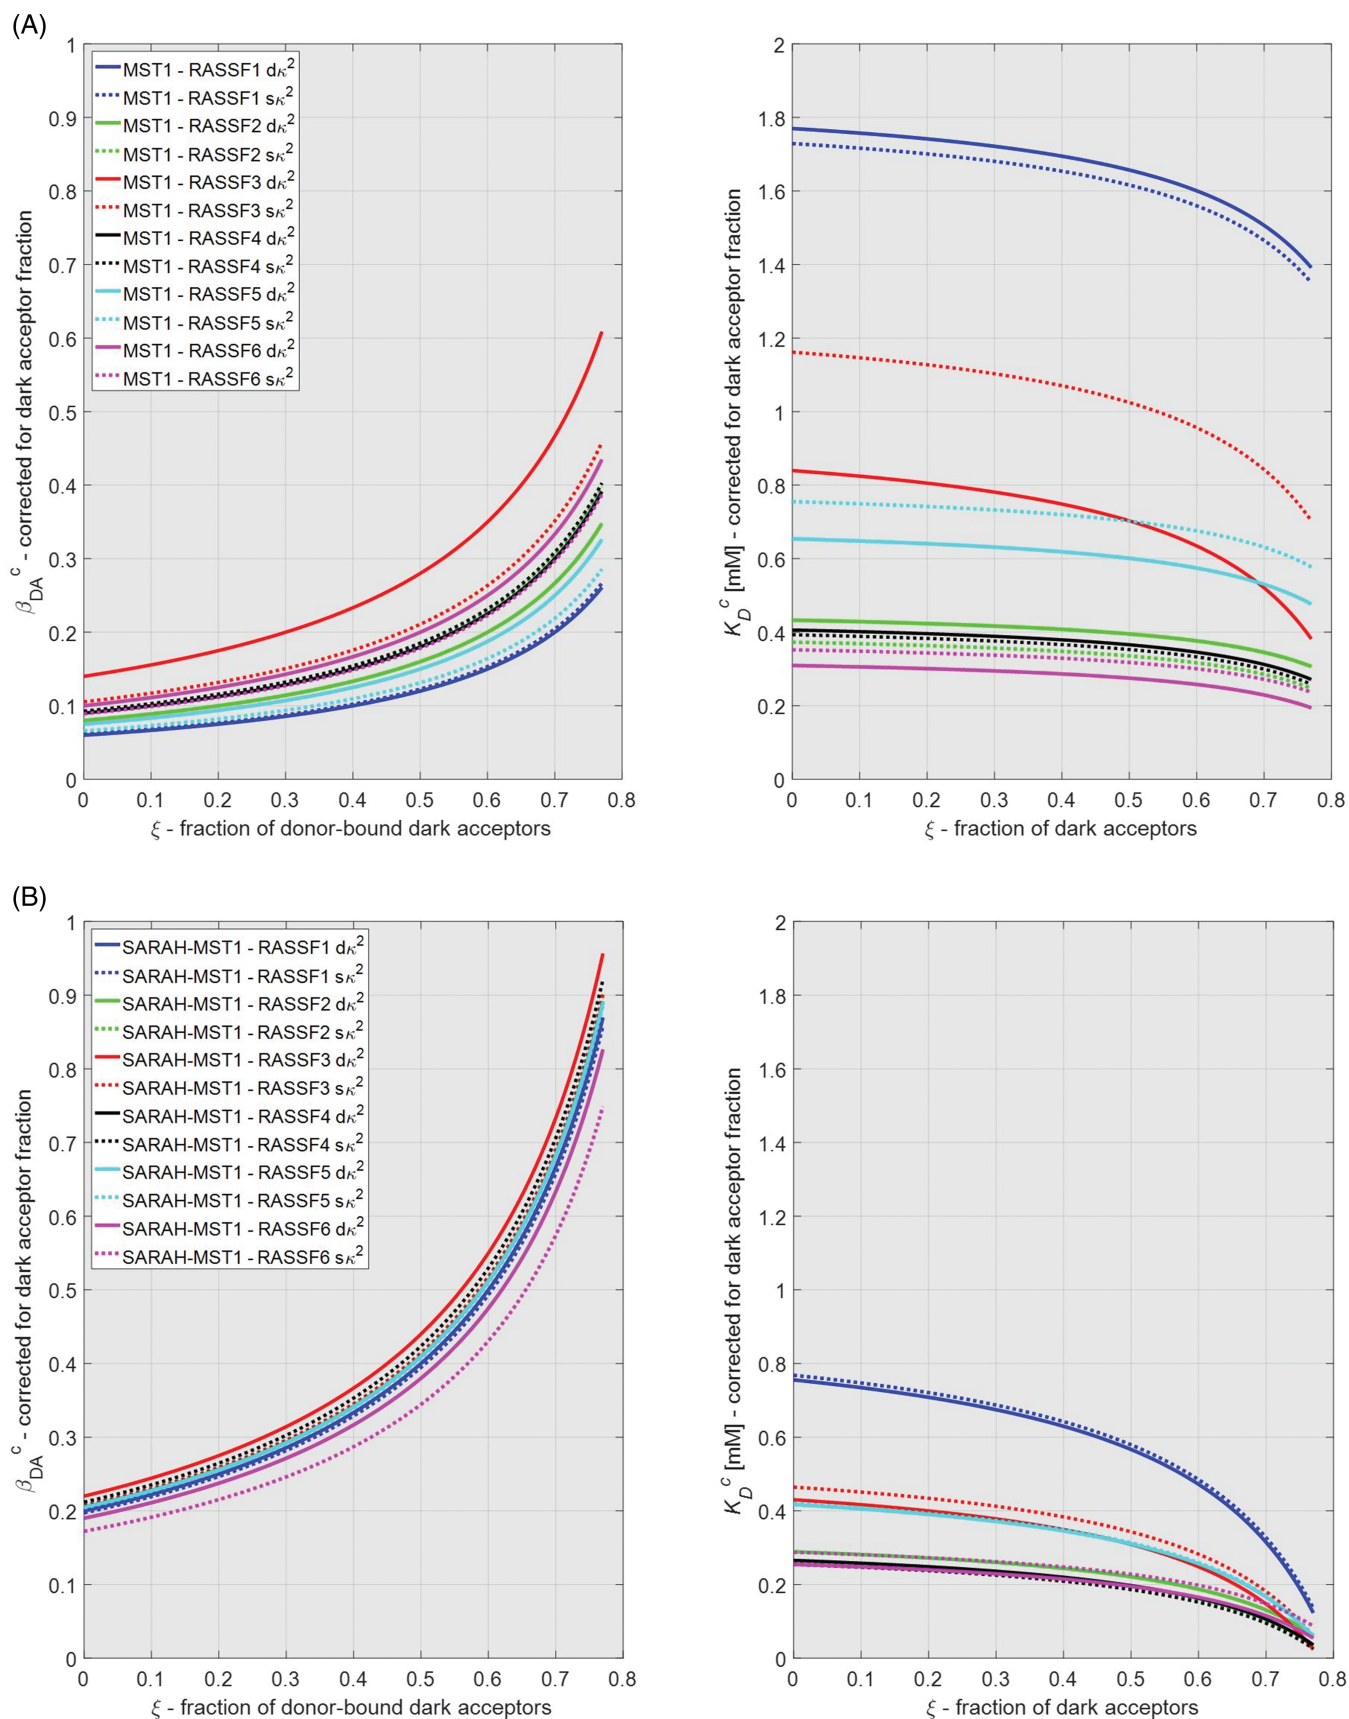 (A)
1
0.9
0.8
0.7
0.6
0.5
0.4
0.3
0.2
0.1
0
β_DA^c - corrected for dark acceptor fraction
MST1 - RASSF1 dκ²
MST1 - RASSF1 sκ²
MST1 - RASSF2 dκ²
MST1 - RASSF2 sκ²
MST1 - RASSF3 dκ²
MST1 - RASSF3 sκ²
MST1 - RASSF4 dκ²
MST1 - RASSF4 sκ²
MST1 - RASSF5 dκ²
MST1 - RASSF5 sκ²
MST1 - RASSF6 dκ²
MST1 - RASSF6 sκ²
0 0.1 0.2 0.3 0.4 0.5 0.6 0.7 0.8
ξ - fraction of donor-bound dark acceptors
2
1.8
1.6
1.4
1.2
1
0.8
0.6
0.4
0.2
0
K_D^c [mM] - corrected for dark acceptor fraction
0 0.1 0.2 0.3 0.4 0.5 0.6 0.7 0.8
ξ - fraction of dark acceptors
(B)
1
0.9
0.8
0.7
0.6
0.5
0.4
0.3
0.2
0.1
0
β_DA^c - corrected for dark acceptor fraction
SARAH-MST1 - RASSF1 dκ²
SARAH-MST1 - RASSF1 sκ²
SARAH-MST1 - RASSF2 dκ²
SARAH-MST1 - RASSF2 sκ²
SARAH-MST1 - RASSF3 dκ²
SARAH-MST1 - RASSF3 sκ²
SARAH-MST1 - RASSF4 dκ²
SARAH-MST1 - RASSF4 sκ²
SARAH-MST1 - RASSF5 dκ²
SARAH-MST1 - RASSF5 sκ²
SARAH-MST1 - RASSF6 dκ²
SARAH-MST1 - RASSF6 sκ²
0 0.1 0.2 0.3 0.4 0.5 0.6 0.7 0.8
ξ - fraction of donor-bound dark acceptors
2
1.8
1.6
1.4
1.2
1
0.8
0.6
0.4
0.2
0
K_D^c [mM] - corrected for dark acceptor fraction
0 0.1 0.2 0.3 0.4 0.5 0.6 0.7 0.8
ξ - fraction of dark acceptors